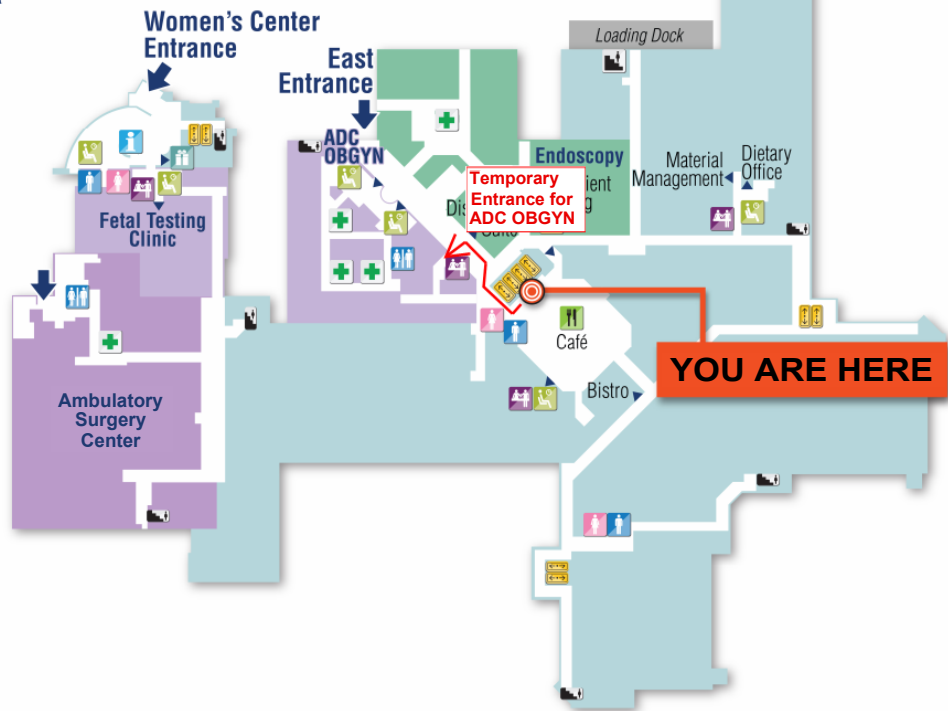 Women's Center
Entrance
East
Entrance
Loading Dock
ADC
OBGYN
Endoscopy
Temporary
Entrance for
ADC OBGYN
Material
Management
Dietary
Office
Fetal Testing
Clinic
Café
YOU ARE HERE
Bistro
Ambulatory
Surgery
Center